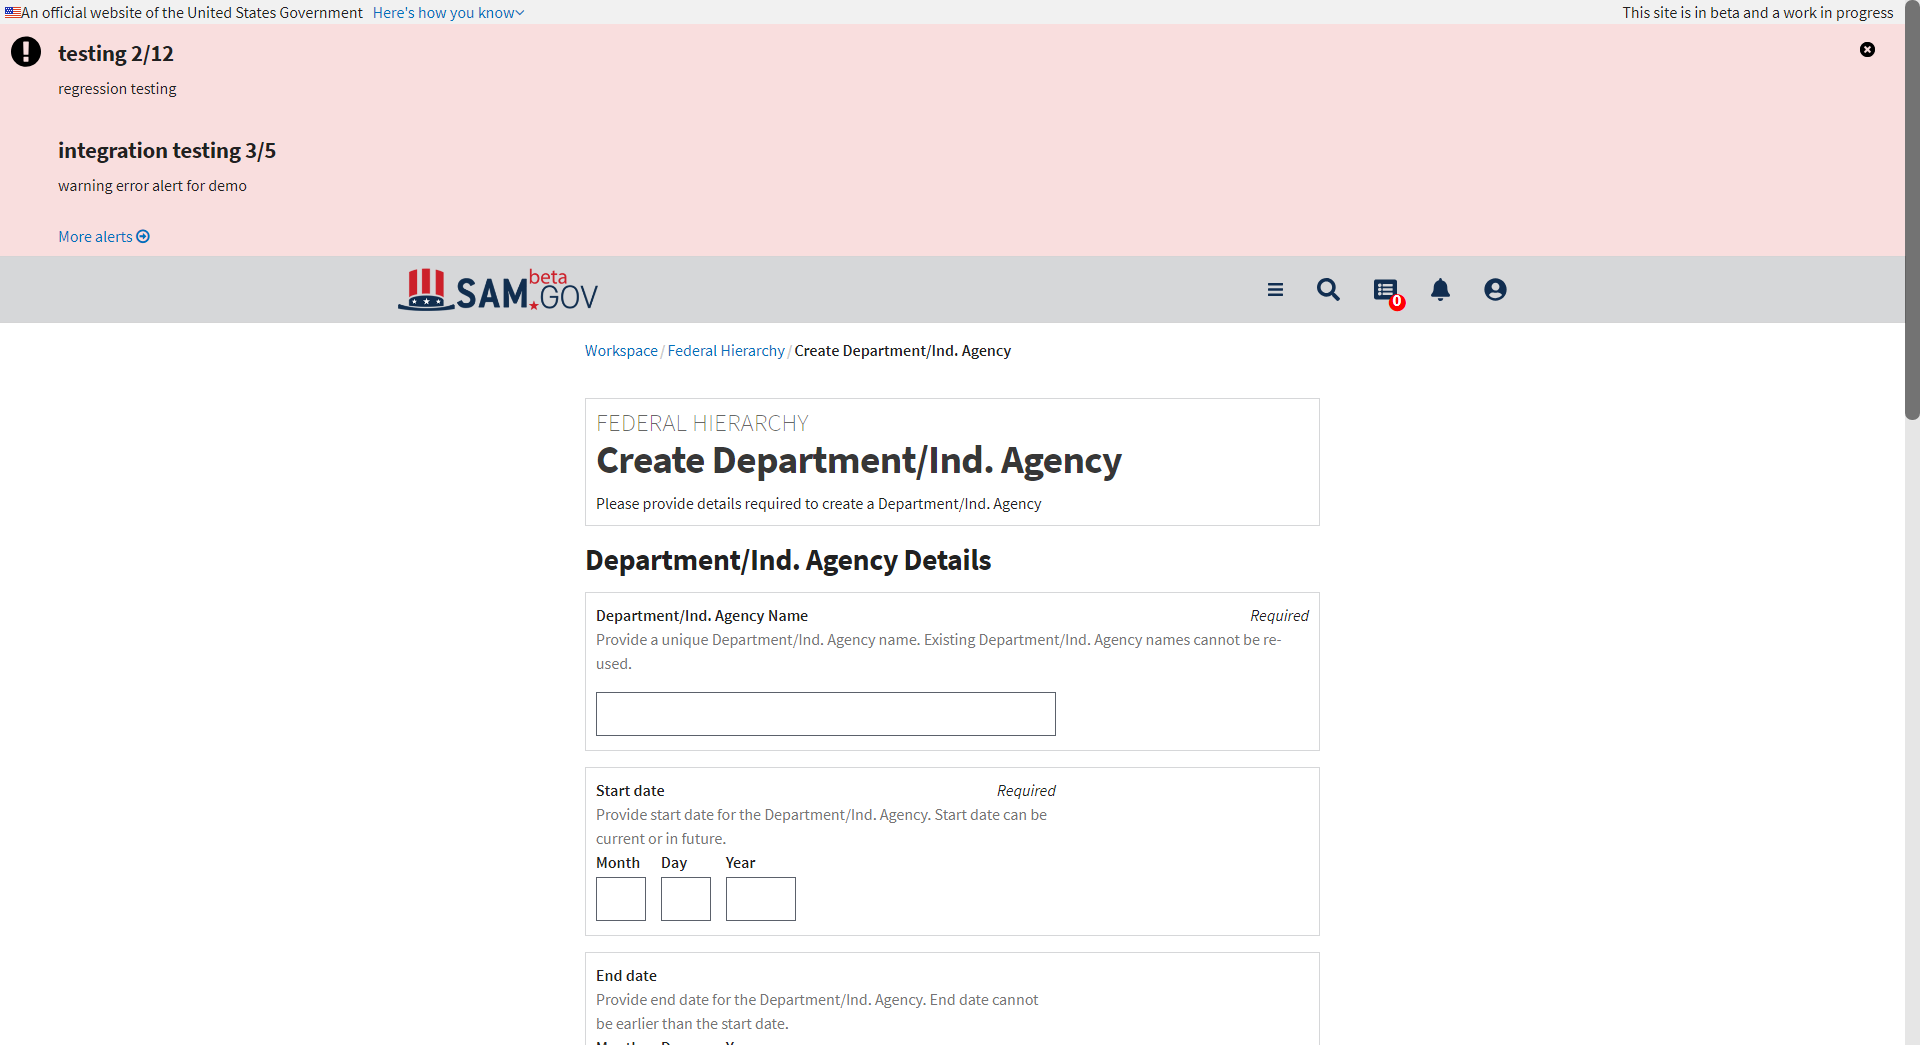 An official website of the United States Government Here's how you know
This site is in beta and a work in progress
testing 2/12
regression testing
integration testing 3/5
warning error alert for demo
More alerts
SAM.GOV beta
0
Workspace / Federal Hierarchy / Create Department/Ind. Agency
FEDERAL HIERARCHY
Create Department/Ind. Agency
Please provide details required to create a Department/Ind. Agency
Department/Ind. Agency Details
Department/Ind. Agency Name Required
Provide a unique Department/Ind. Agency name. Existing Department/Ind. Agency names cannot be re-
used.
Start date Required
Provide start date for the Department/Ind. Agency. Start date can be
current or in future.
Month Day Year
End date
Provide end date for the Department/Ind. Agency. End date cannot
be earlier than the start date.